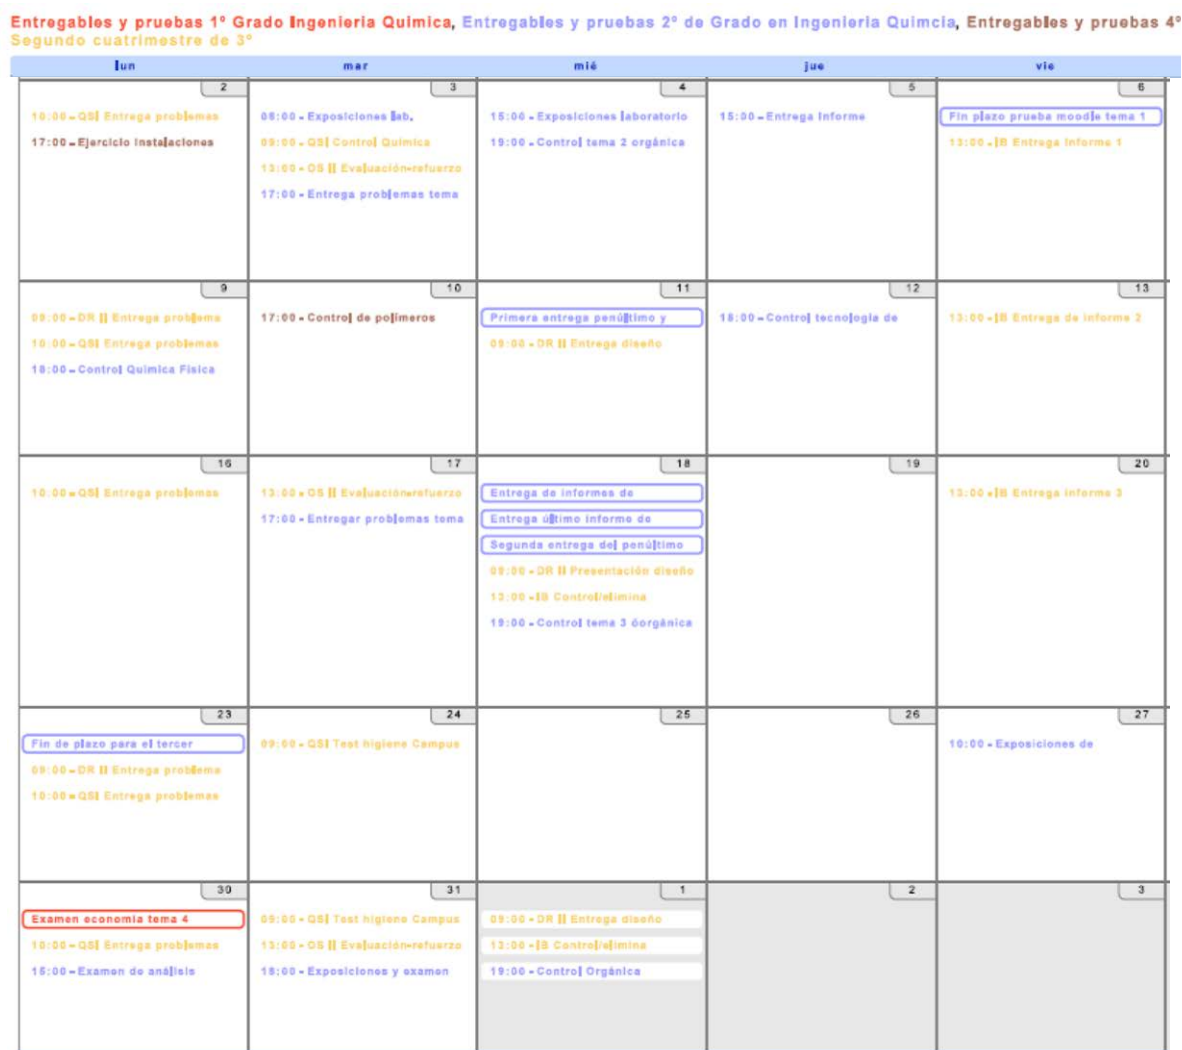 Entregables y pruebas 1º Grado Ingeniería Química, Entregables y pruebas 2º de Grado en Ingeniería Quimcia, Entregables y pruebas 4º
Segundo cuatrimestre de 3º
lun mar mié jue vie
2
10:00 - QSI Entrega problemas
17:00 - Ejercicio instalaciones
3
08:00 - Exposiciones lab.
09:00 - QSI Control Química
13:00 - OS II Evaluación-refuerzo
17:00 - Entrega problemas tema
4
15:00 - Exposiciones laboratorio
19:00 - Control tema 2 orgánica
5
15:00 - Entrega Informe
6
Fin plazo prueba moodle tema 1
13:00 - IB Entrega Informe 1
9
09:00 - DR II Entrega problema
10:00 - QSI Entrega problemas
18:00 - Control Química Física
10
17:00 - Control de polímeros
11
Primera entrega penúltimo y
09:00 - DR II Entrega diseño
12
18:00 - Control tecnología de
13
13:00 - IB Entrega de informe 2
16
10:00 - QSI Entrega problemas
17
13:00 - OS II Evaluación-refuerzo
17:00 - Entregar problemas tema
18
Entrega de informes de
Entrega último informe de
Segunda entrega del penúltimo
09:00 - DR II Presentación diseño
13:00 - IB Control/elimina
19:00 - Control tema 3 óorgánica
19
20
13:00 - IB Entrega informe 3
23
Fin de plazo para el tercer
09:00 - DR II Entrega problema
10:00 - QSI Entrega problemas
24
09:00 - QSI Test higiene Campus
25
26
27
10:00 - Exposiciones de
30
Examen economía tema 4
10:00 - QSI Entrega problemas
15:00 - Examen de análisis
31
09:00 - QSI Test higiene Campus
13:00 - OS II Evaluación-refuerzo
18:00 - Exposiciones y examen
1
09:00 - DR II Entrega diseño
13:00 - IB Control/elimina
19:00 - Control Orgánica
2
3